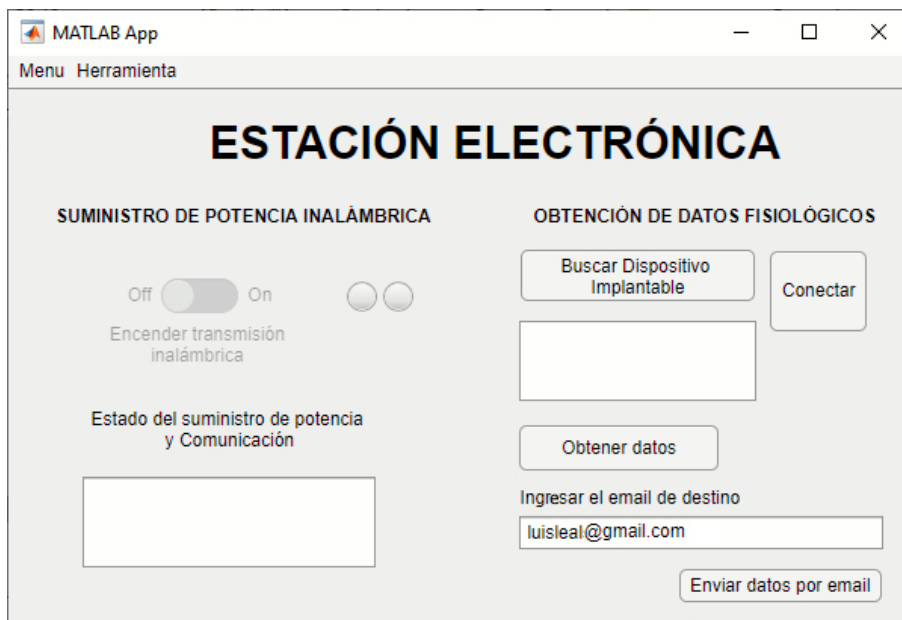 MATLAB App
Menu Herramienta
ESTACIÓN ELECTRÓNICA
SUMINISTRO DE POTENCIA INALÁMBRICA
Off On
Encender transmisión
inalámbrica
Estado del suministro de potencia
y Comunicación
OBTENCIÓN DE DATOS FISIOLÓGICOS
Buscar Dispositivo
Implantable
Conectar
Obtener datos
Ingresar el email de destino
luisleal@gmail.com
Enviar datos por email